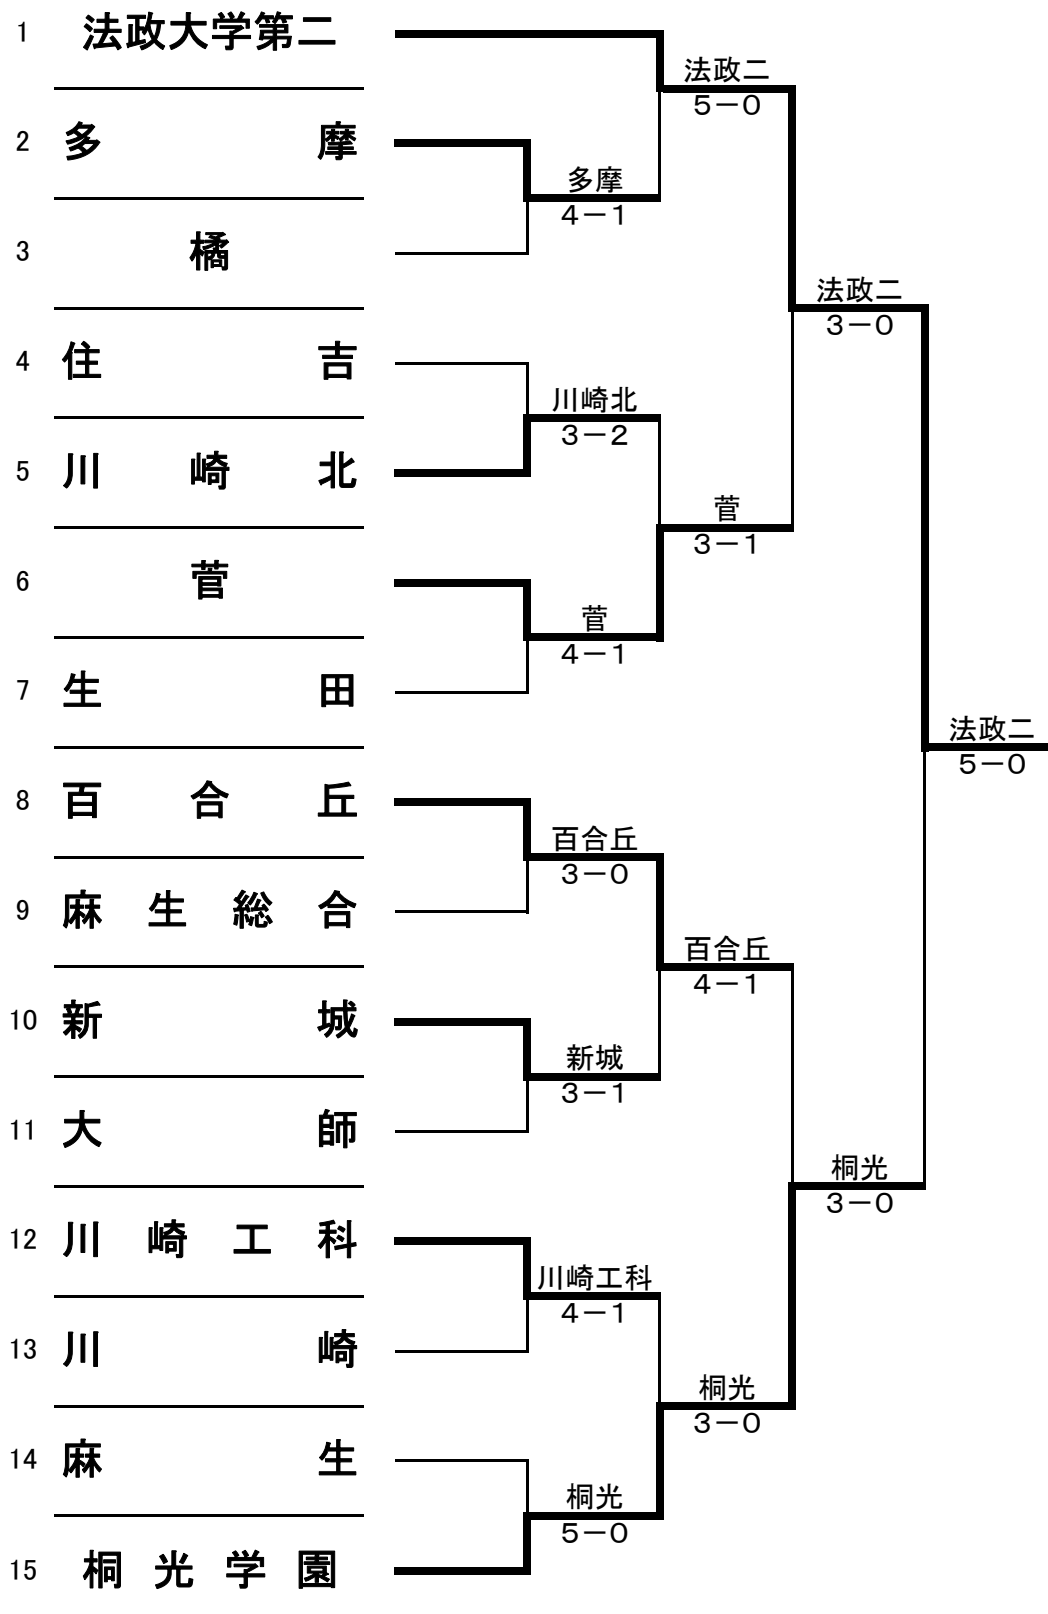 1 法政大学第二
法政二
5－0
2 多摩
多摩
4－1
3 橘
法政二
3－0
4 住吉
川崎北
3－2
5 川崎北
菅
3－1
6 菅
菅
4－1
7 生田
法政二
5－0
8 百合丘
百合丘
3－0
9 麻生総合
百合丘
4－1
10 新城
新城
3－1
11 大師
桐光
3－0
12 川崎工科
川崎工科
4－1
13 川崎
桐光
3－0
14 麻生
桐光
5－0
15 桐光学園